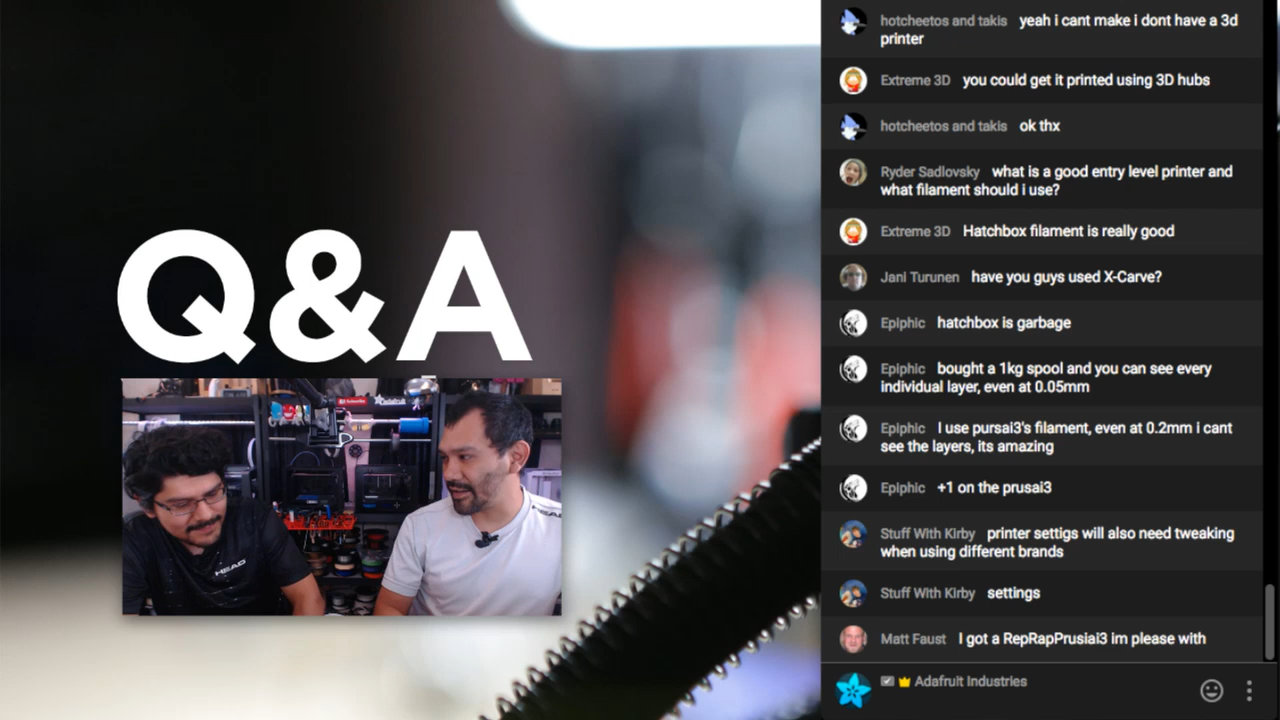 Q&A
HEAD
hotcheetos and takis yeah i cant make i dont have a 3d
printer
Extreme 3D you could get it printed using 3D hubs
hotcheetos and takis ok thx
Ryder Sadlovsky what is a good entry level printer and
what filament should i use?
Extreme 3D Hatchbox filament is really good
Jani Turunen have you guys used X-Carve?
Epiphic hatchbox is garbage
Epiphic bought a 1kg spool and you can see every
individual layer, even at 0.05mm
Epiphic I use pursai3's filament, even at 0.2mm i cant
see the layers, its amazing
Epiphic +1 on the prusai3
Stuff With Kirby printer settigs will also need tweaking
when using different brands
Stuff With Kirby settings
Matt Faust I got a RepRapPrusiai3 im please with
Adafruit Industries